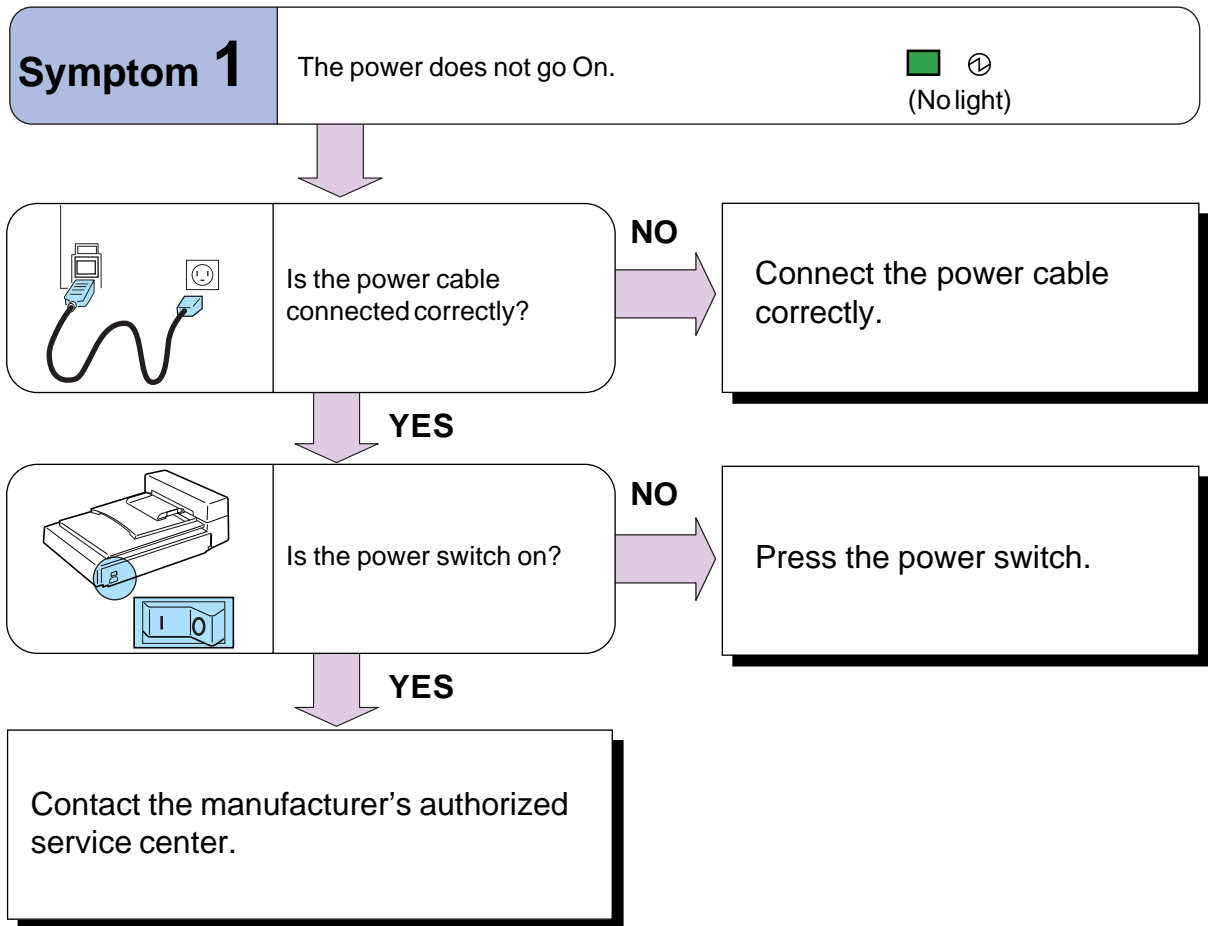 Symptom 1
The power does not go On.
(No light)
Is the power cable
connected correctly?
NO
Connect the power cable
correctly.
YES
Is the power switch on?
I O
NO
Press the power switch.
YES
Contact the manufacturer's authorized
service center.